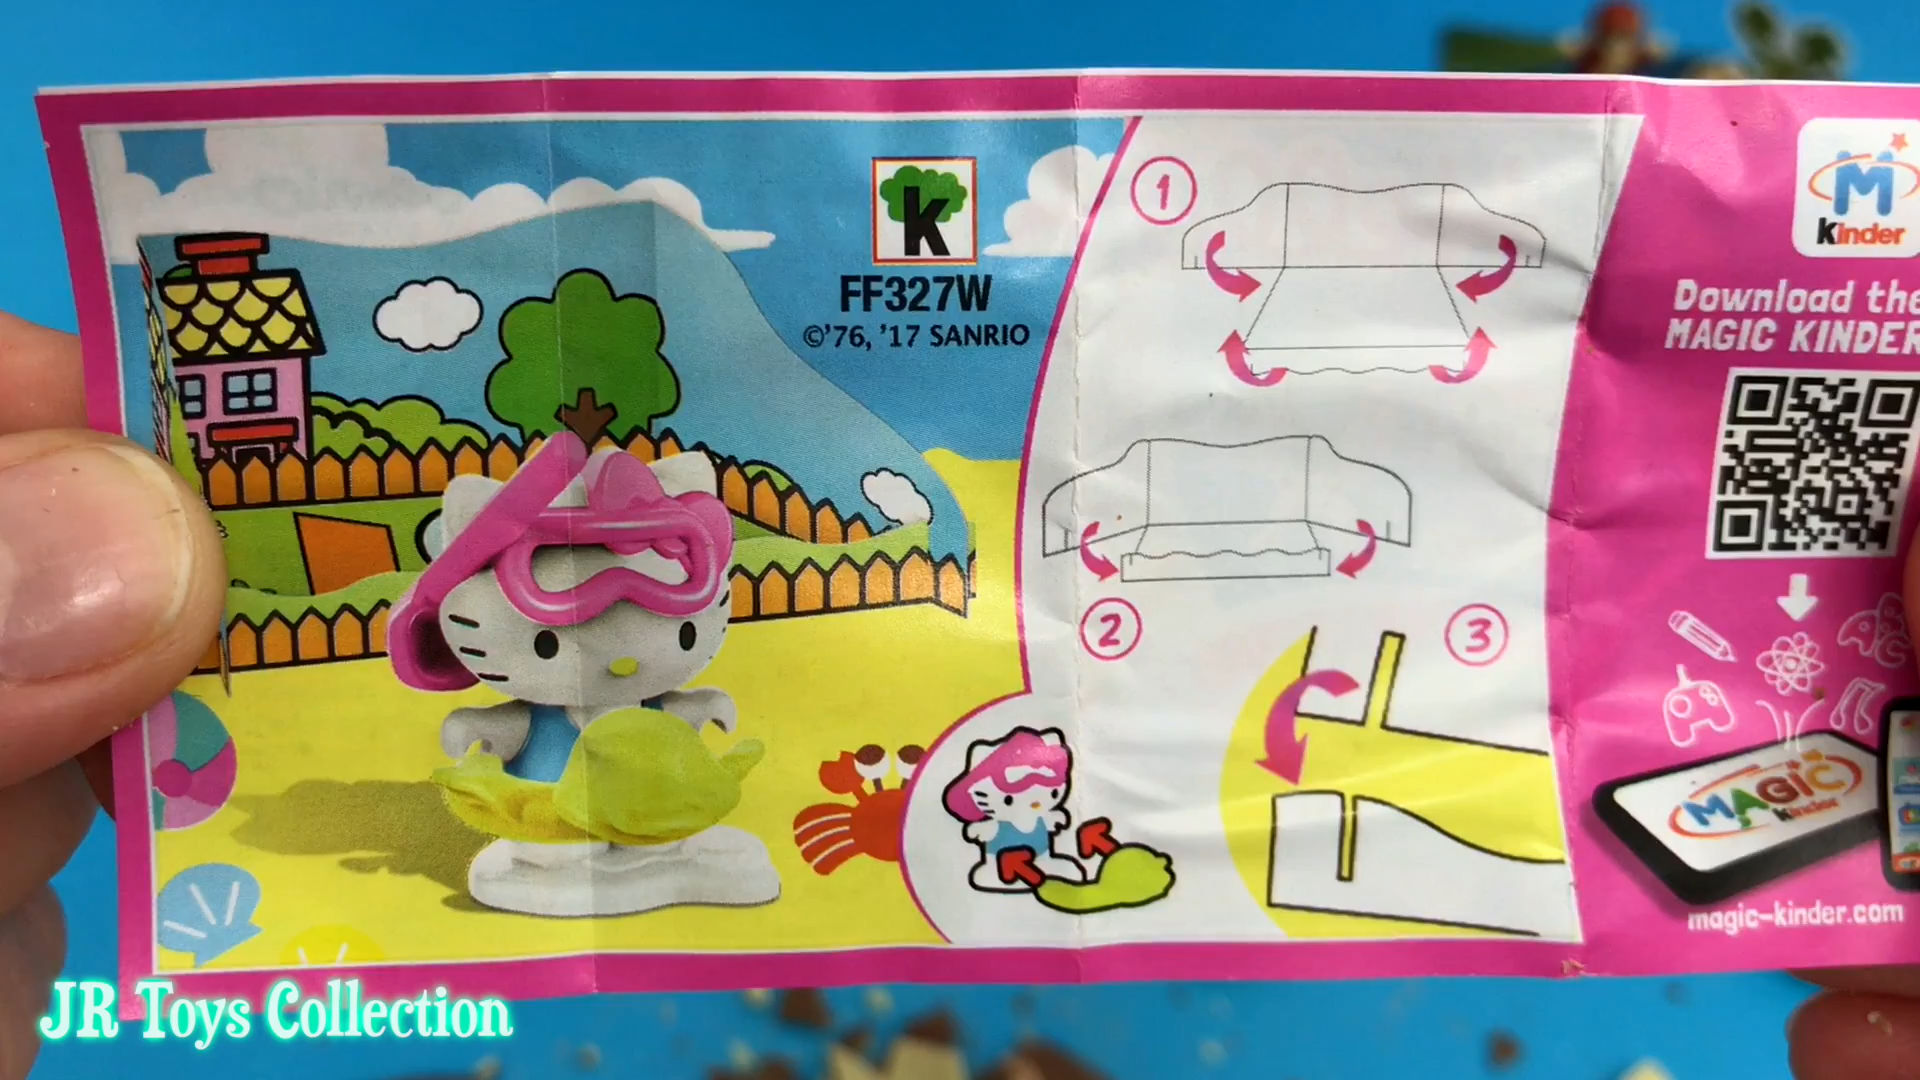 k
FF327W
©'76, '17 SANRIO
1
2
3
M
kinder
Download the
MAGIC KINDER
MAGIC
kinder
magic-kinder.com
JR Toys Collection